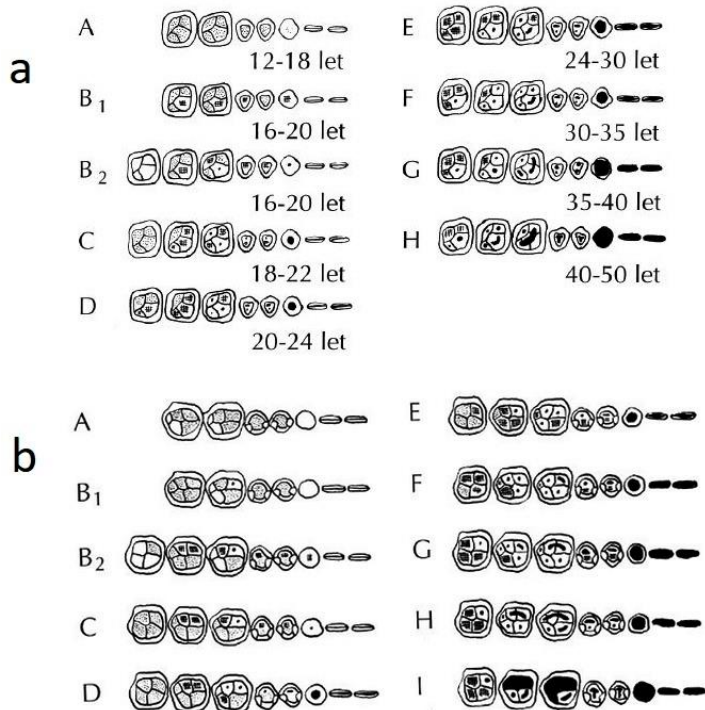 a
A
12-18 let
B1
16-20 let
B2
16-20 let
C
18-22 let
D
20-24 let
E
24-30 let
F
30-35 let
G
35-40 let
H
40-50 let
b
A
B1
B2
C
D
E
F
G
H
I